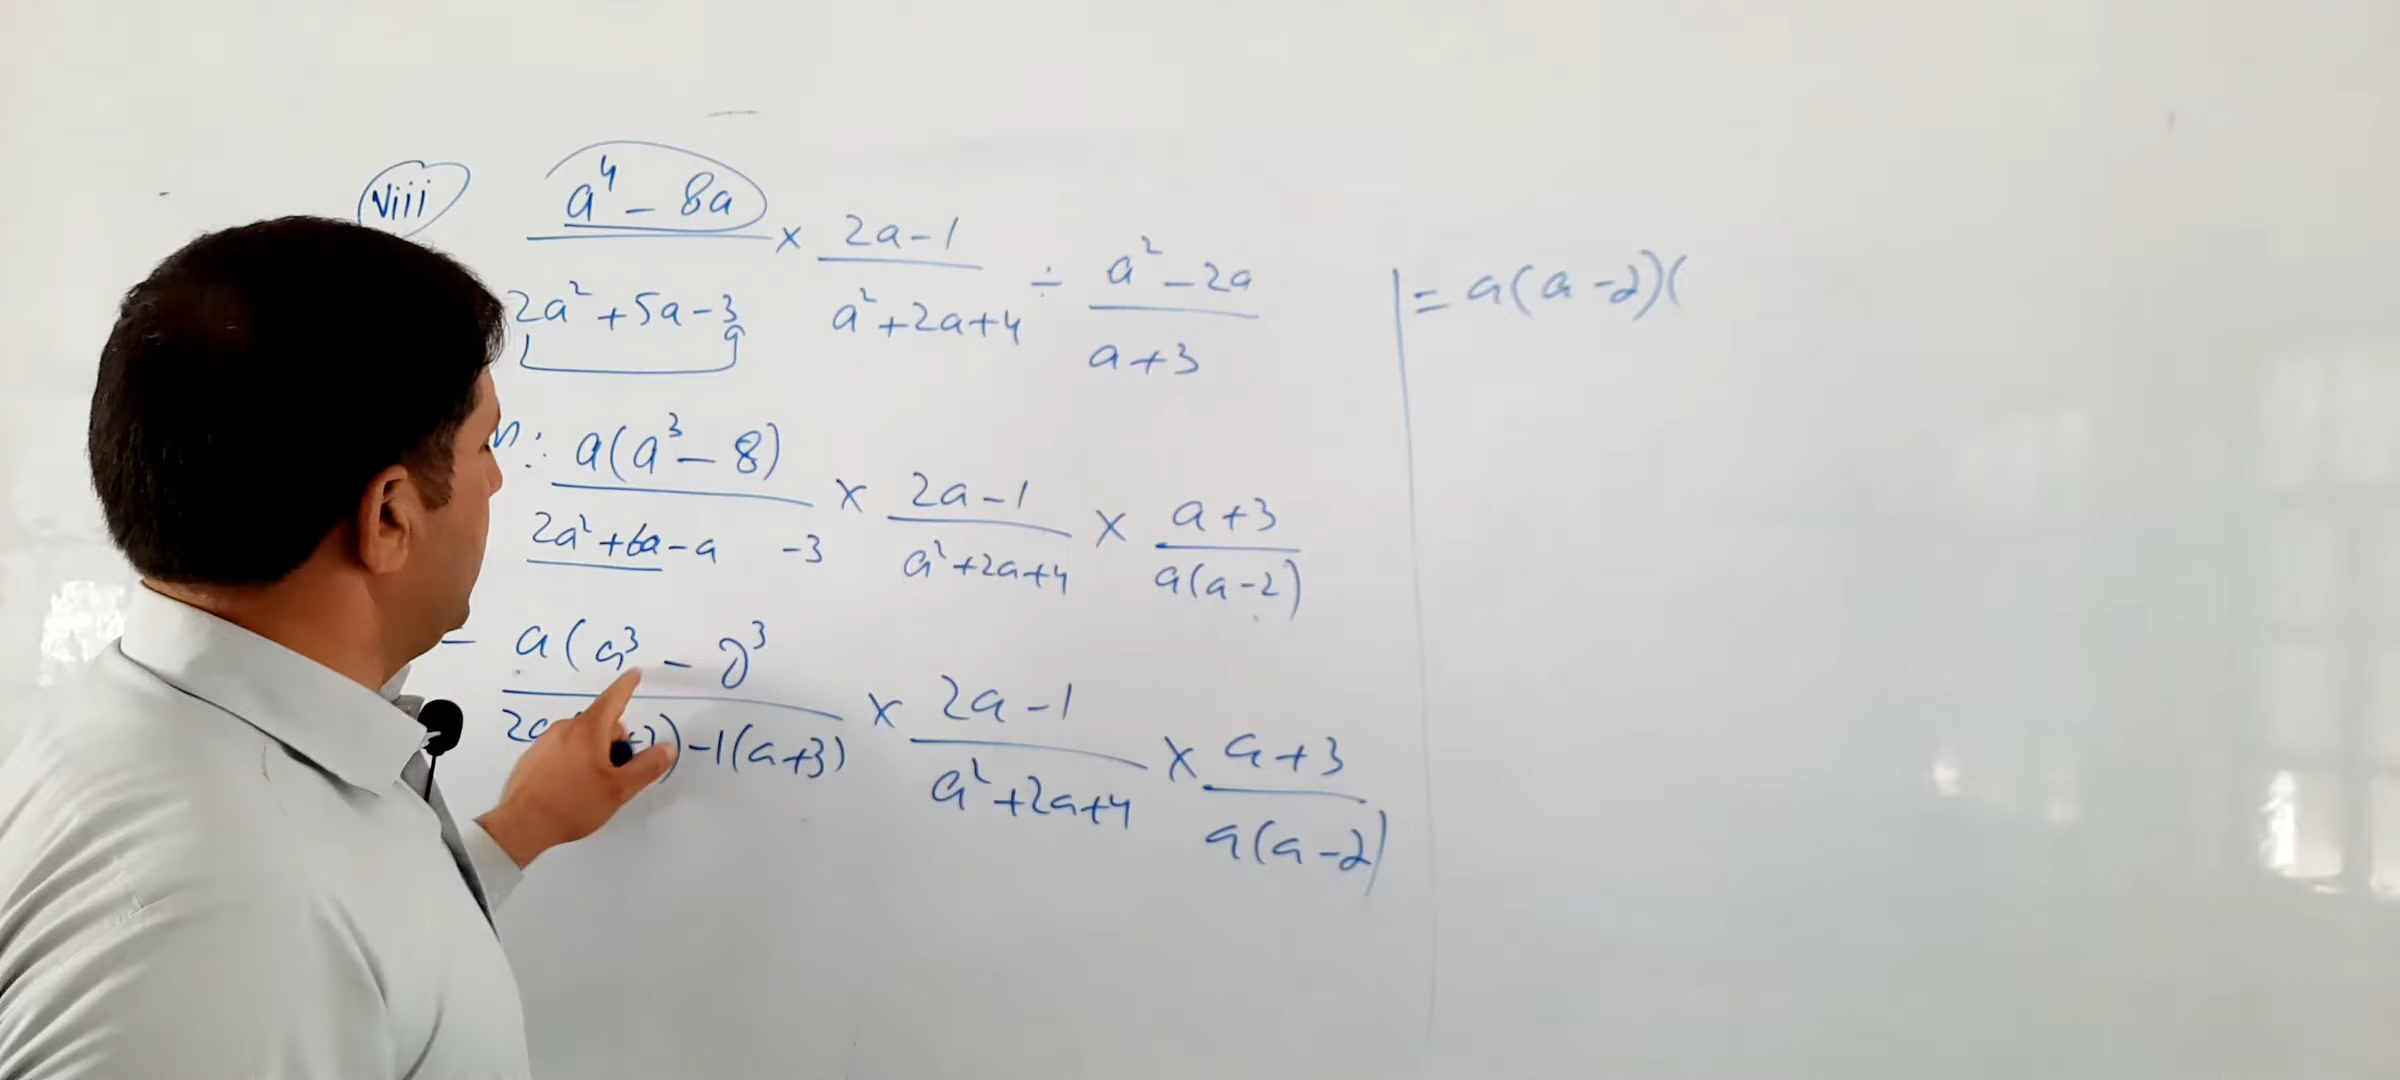 viii a⁴ - 8a / 2a² + 5a - 3 × 2a - 1 / a² + 2a + 4 ÷ a² - 2a / a + 3
n: a(a³ - 8) / 2a² + 6a - a - 3 × 2a - 1 / a² + 2a + 4 × a + 3 / a(a - 2)
a(a³ - 2³ / 2a ) - 1(a + 3) × 2a - 1 / a² + 2a + 4 × a + 3 / a(a - 2)
= a(a - 2)(